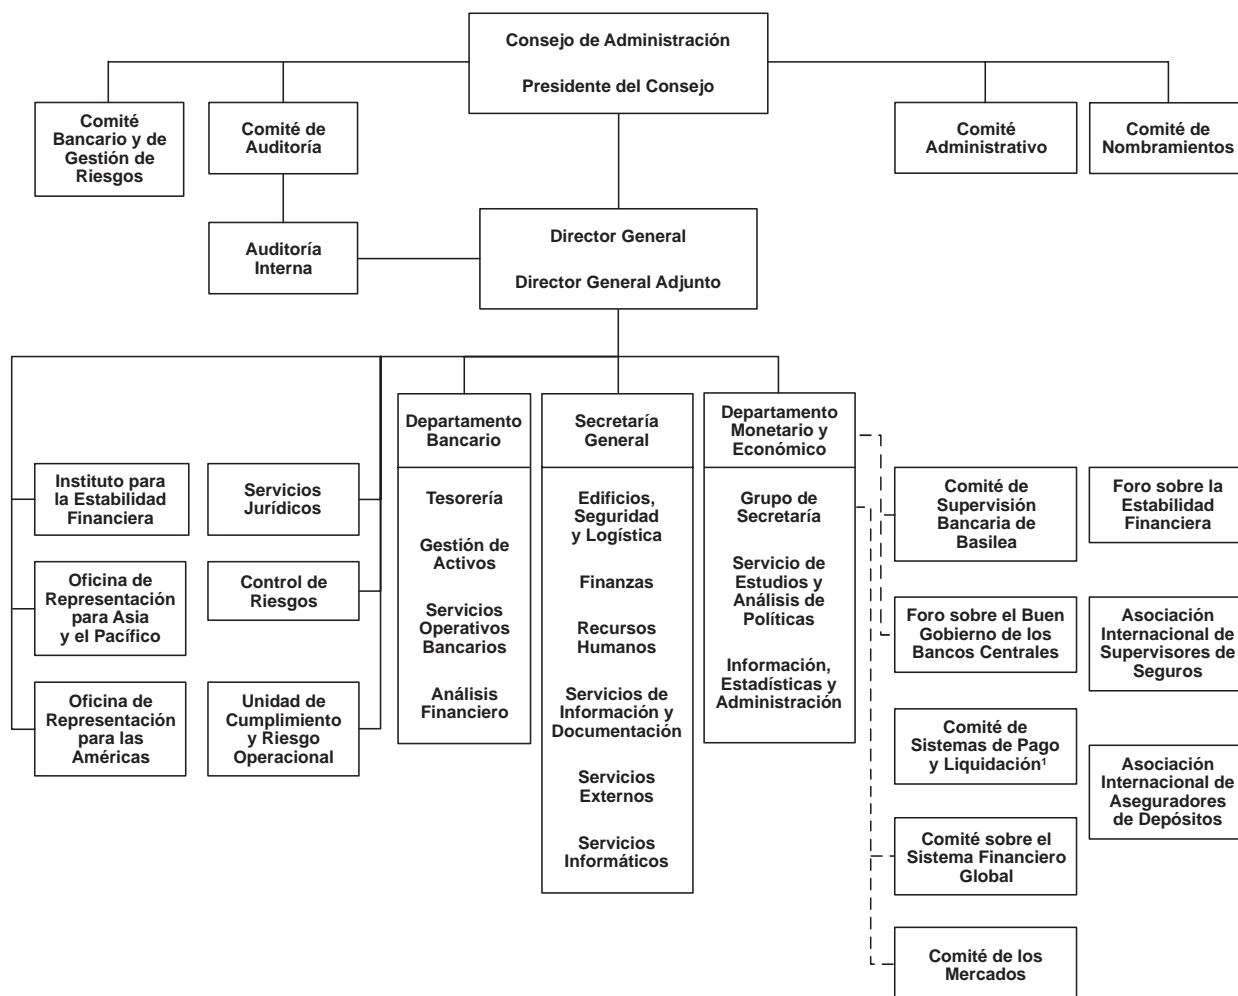 Consejo de Administración
Presidente del Consejo
Comité
Bancario y de
Gestión de
Riesgos
Comité de
Auditoría
Comité
Administrativo
Comité de
Nombramientos
Auditoría
Interna
Director General
Director General Adjunto
Instituto para
la Estabilidad
Financiera
Servicios
Jurídicos
Oficina de
Representación
para Asia
y el Pacífico
Control de
Riesgos
Oficina de
Representación
para las
Américas
Unidad de
Cumplimiento
y Riesgo
Operacional
Departamento
Bancario
Tesorería
Gestión de
Activos
Servicios
Operativos
Bancarios
Análisis
Financiero
Secretaría
General
Edificios,
Seguridad
y Logística
Finanzas
Recursos
Humanos
Servicios de
Información y
Documentación
Servicios
Externos
Servicios
Informáticos
Departamento
Monetario y
Económico
Grupo de
Secretaría
Servicio de
Estudios y
Análisis de
Políticas
Información,
Estadísticas y
Administración
Comité de
Supervisión
Bancaria de
Basilea
Foro sobre la
Estabilidad
Financiera
Foro sobre el Buen
Gobierno de los
Bancos Centrales
Asociación
Internacional de
Supervisores de
Seguros
Comité de
Sistemas de Pago
y Liquidación¹
Asociación
Internacional de
Aseguradores
de Depósitos
Comité sobre el
Sistema Financiero
Global
Comité de los
Mercados